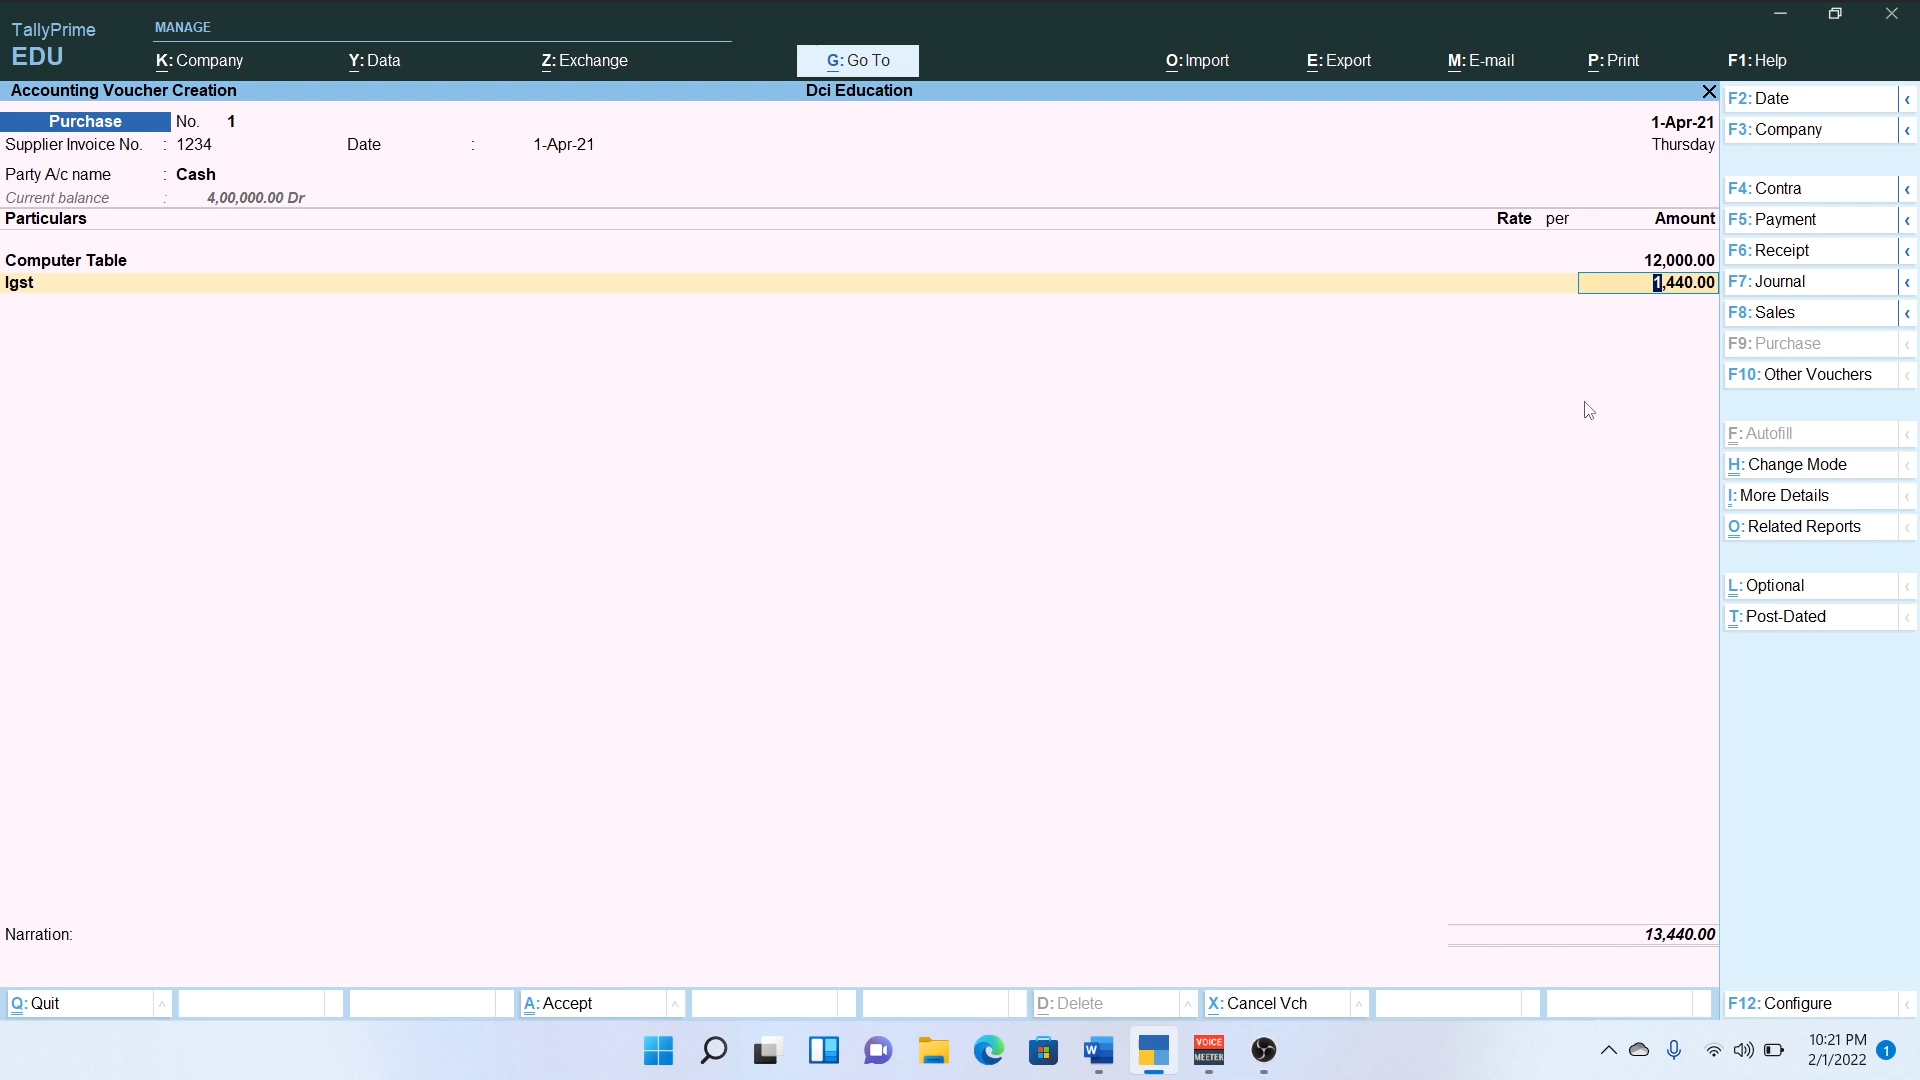 TallyPrime
EDU
MANAGE
K: Company
Y: Data
Z: Exchange
G: Go To
O: Import
E: Export
M: E-mail
P: Print
F1: Help
Accounting Voucher Creation
Dci Education
Purchase No. 1
1-Apr-21
Supplier Invoice No. : 1234 Date : 1-Apr-21
Thursday
Party A/c name : Cash
Current balance : 4,00,000.00 Dr
Particulars Rate per Amount
Computer Table 12,000.00
Igst 1,440.00
Narration: 13,440.00
F2: Date
F3: Company
F4: Contra
F5: Payment
F6: Receipt
F7: Journal
F8: Sales
F9: Purchase
F10: Other Vouchers
F: Autofill
H: Change Mode
I: More Details
O: Related Reports
L: Optional
T: Post-Dated
Q: Quit
A: Accept
D: Delete
X: Cancel Vch
F12: Configure
W
VOICE
MEETER
10:21 PM
2/1/2022
1